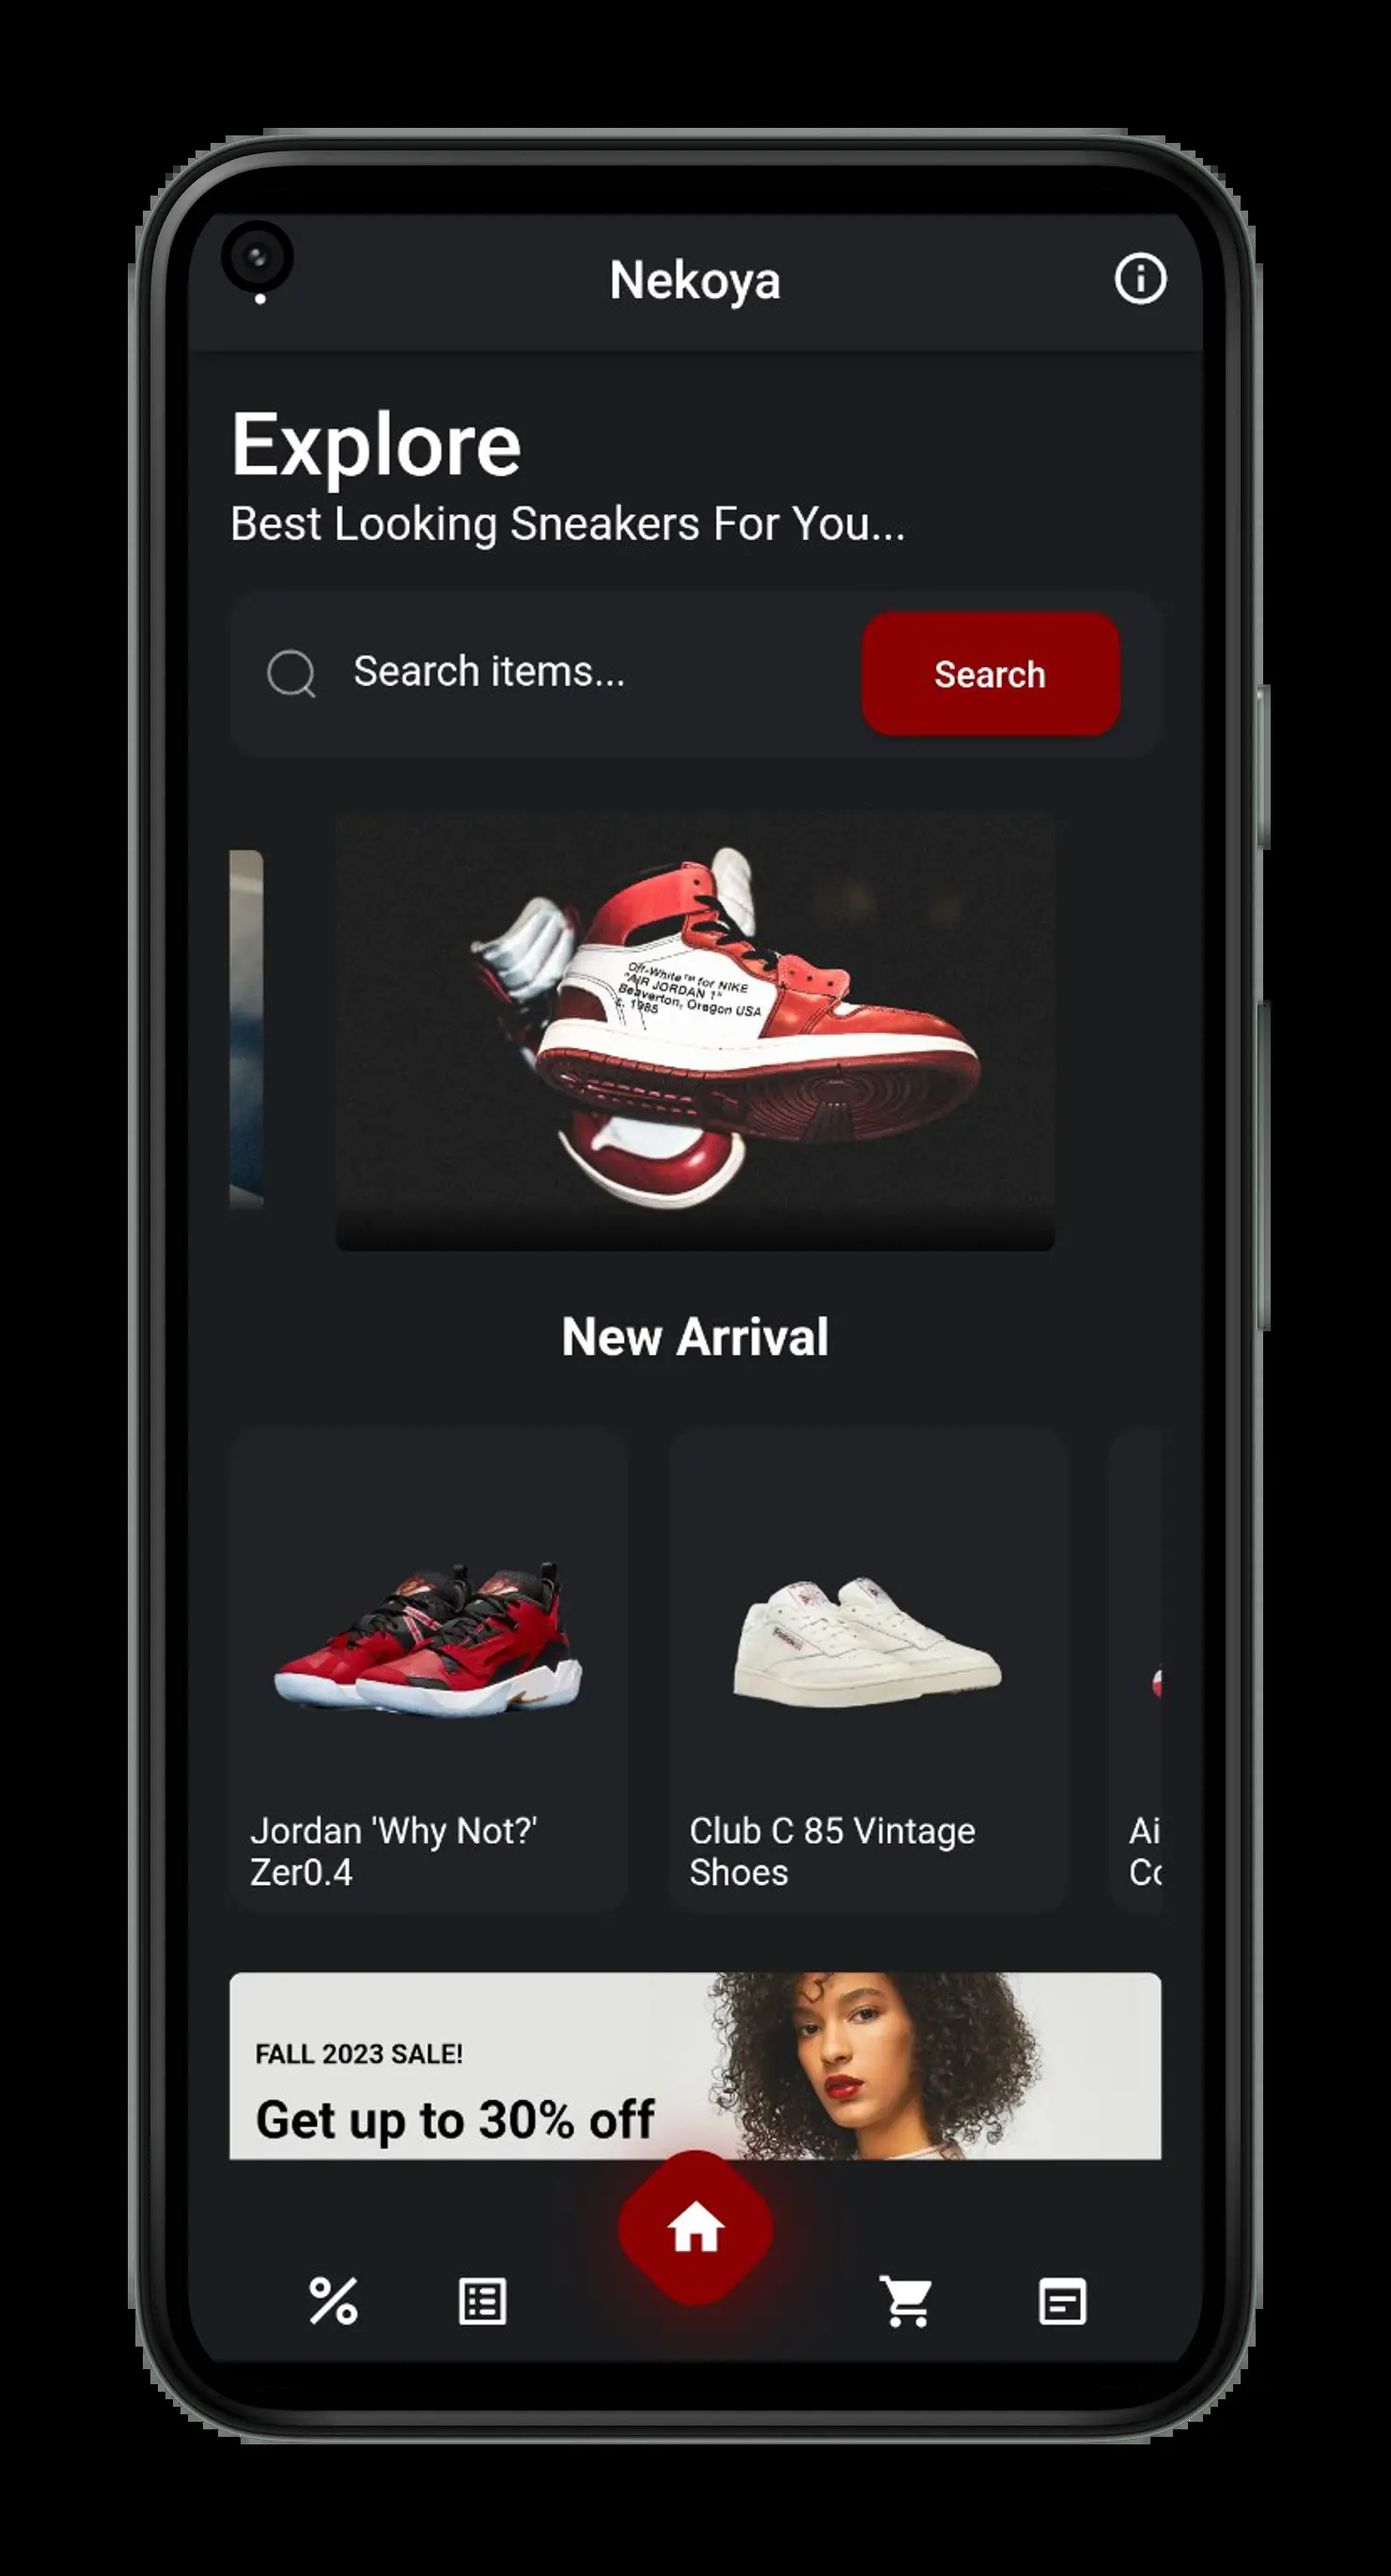 Nekoya
Explore
Best Looking Sneakers For You...
Search items...
Search
Off-White™ for NIKE
"AIR JORDAN 1"
Beaverton, Oregon USA
c. 1985
New Arrival
Jordan 'Why Not?'
Zer0.4
Club C 85 Vintage
Shoes
Ai
Co
FALL 2023 SALE!
Get up to 30% off